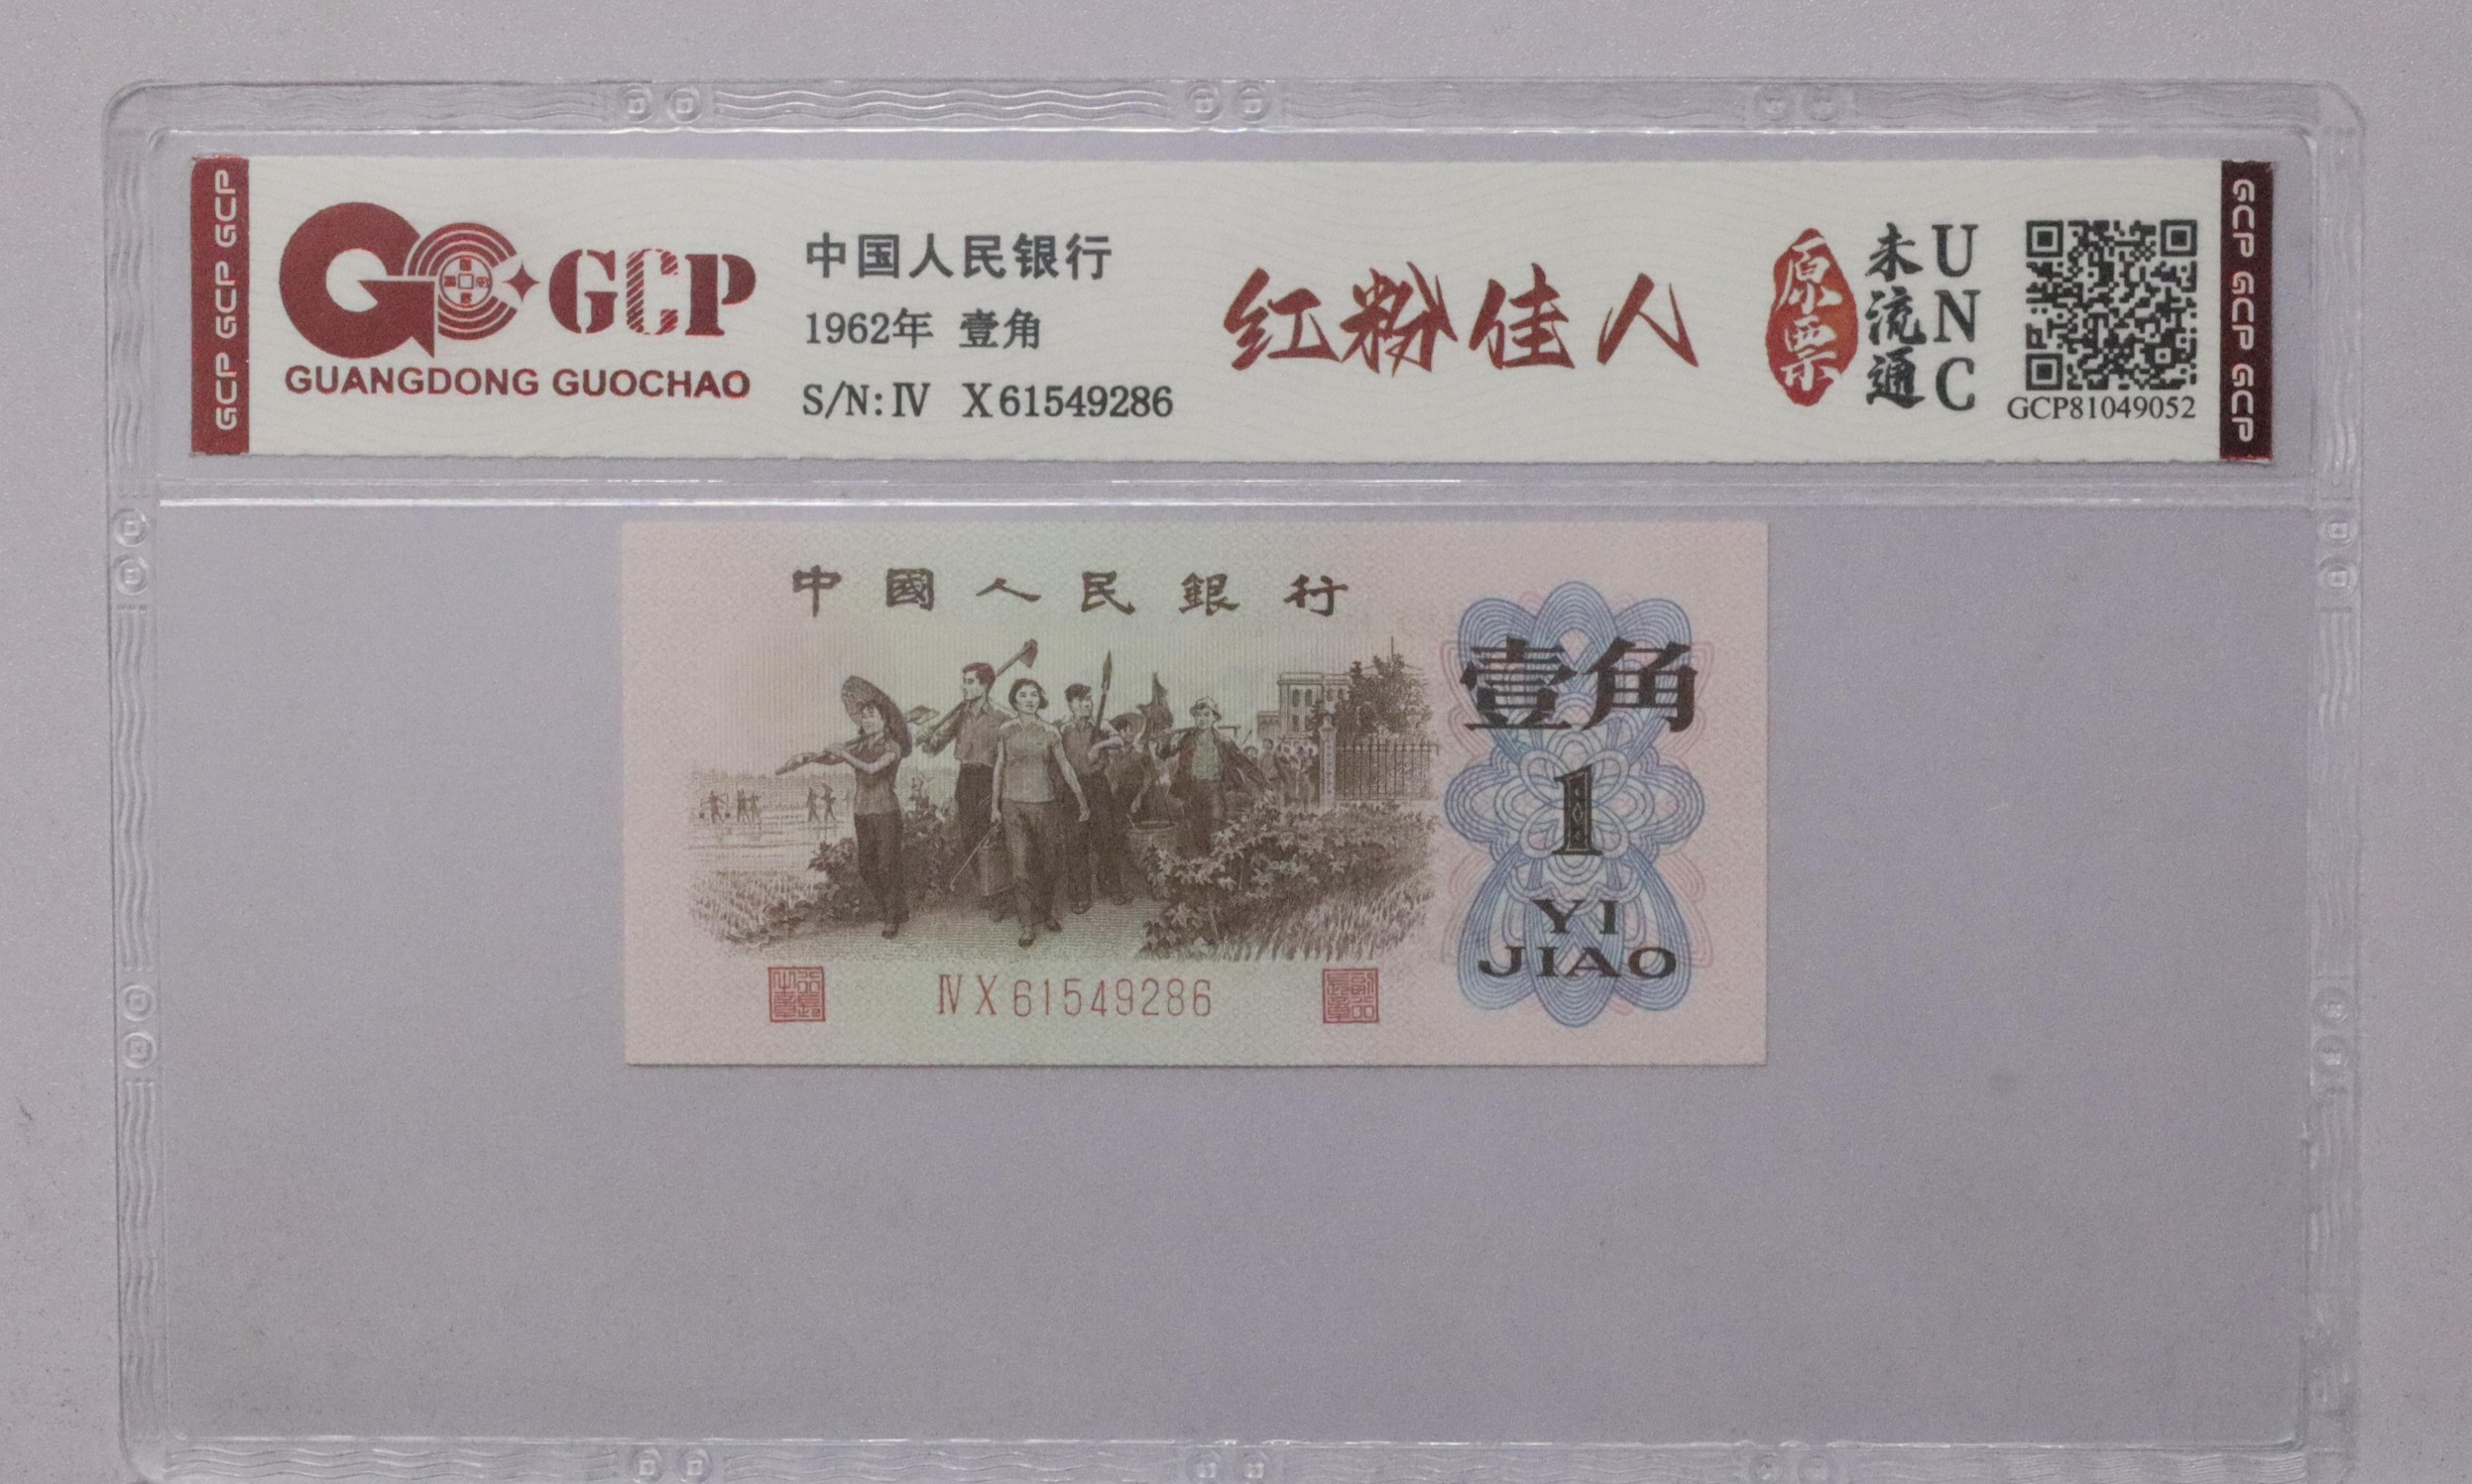 GCP GCP GCP
GCP
GUANGDONG GUOCHAO
中国人民银行
1962年 壹角
S/N: Ⅳ X61549286
红粉佳人
原票
未流通
UNC
GCP81049052
GCP GCP GCP
中國人民銀行
壹角
1
YI
JIAO
ⅣX61549286